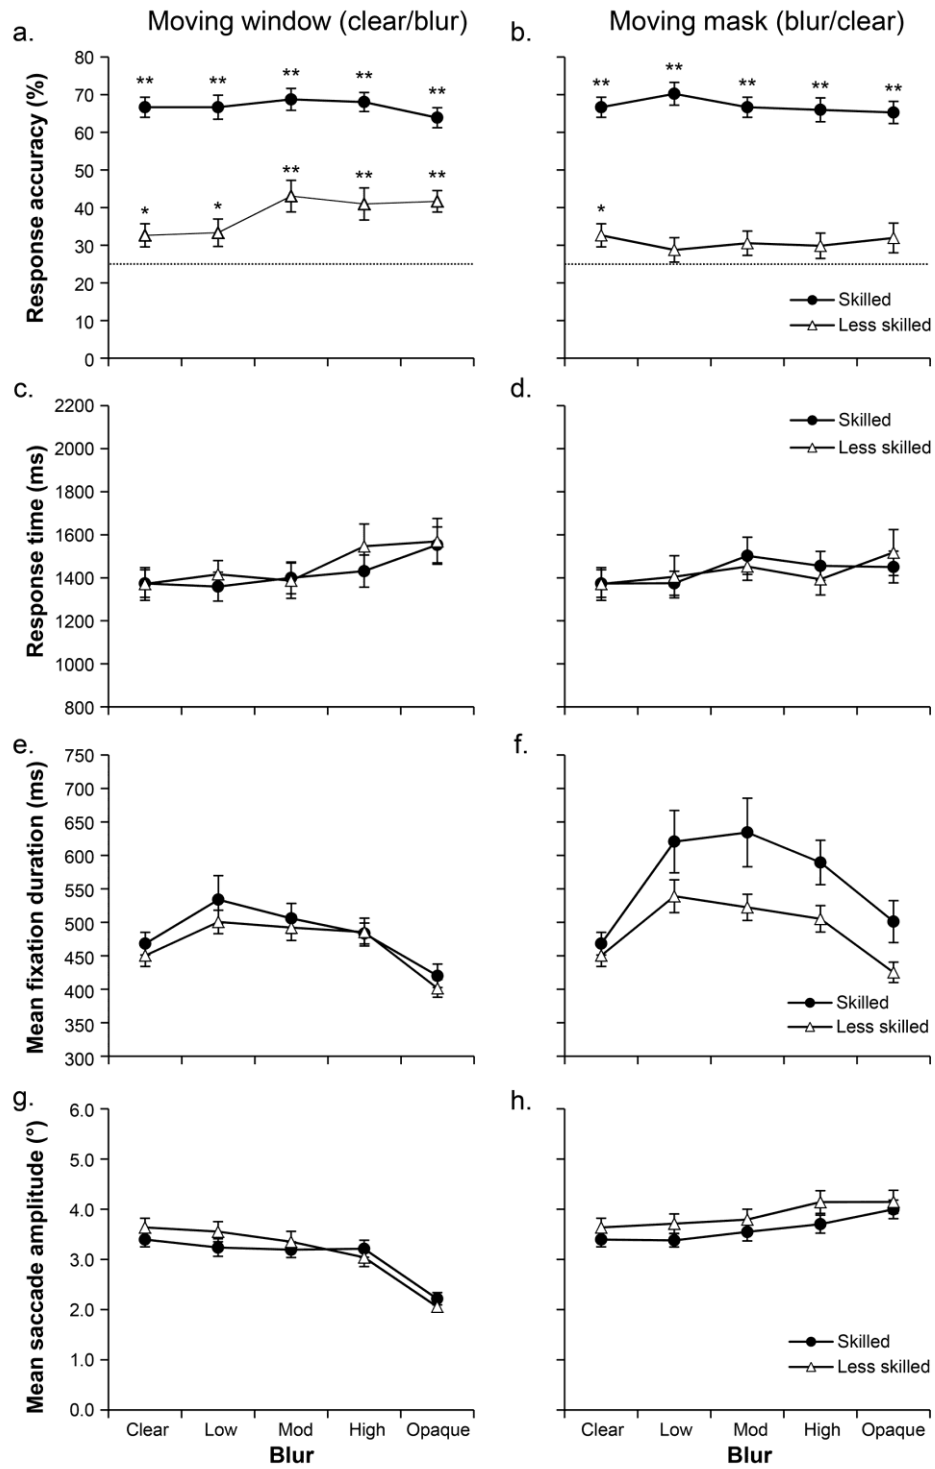 Moving window (clear/blur)
Moving mask (blur/clear)
a.
b.
Response accuracy (%)
80
70
60
50
40
30
20
10
0
** ** ** ** **
* * ** ** **
** ** ** ** **
*
Skilled
Less skilled
c.
d.
Response time (ms)
2200
2000
1800
1600
1400
1200
1000
800
Skilled
Less skilled
e.
f.
Mean fixation duration (ms)
750
700
650
600
550
500
450
400
350
300
Skilled
Less skilled
g.
h.
Mean saccade amplitude (°)
6.0
5.0
4.0
3.0
2.0
1.0
0.0
Skilled
Less skilled
Clear Low Mod High Opaque
Blur
Clear Low Mod High Opaque
Blur